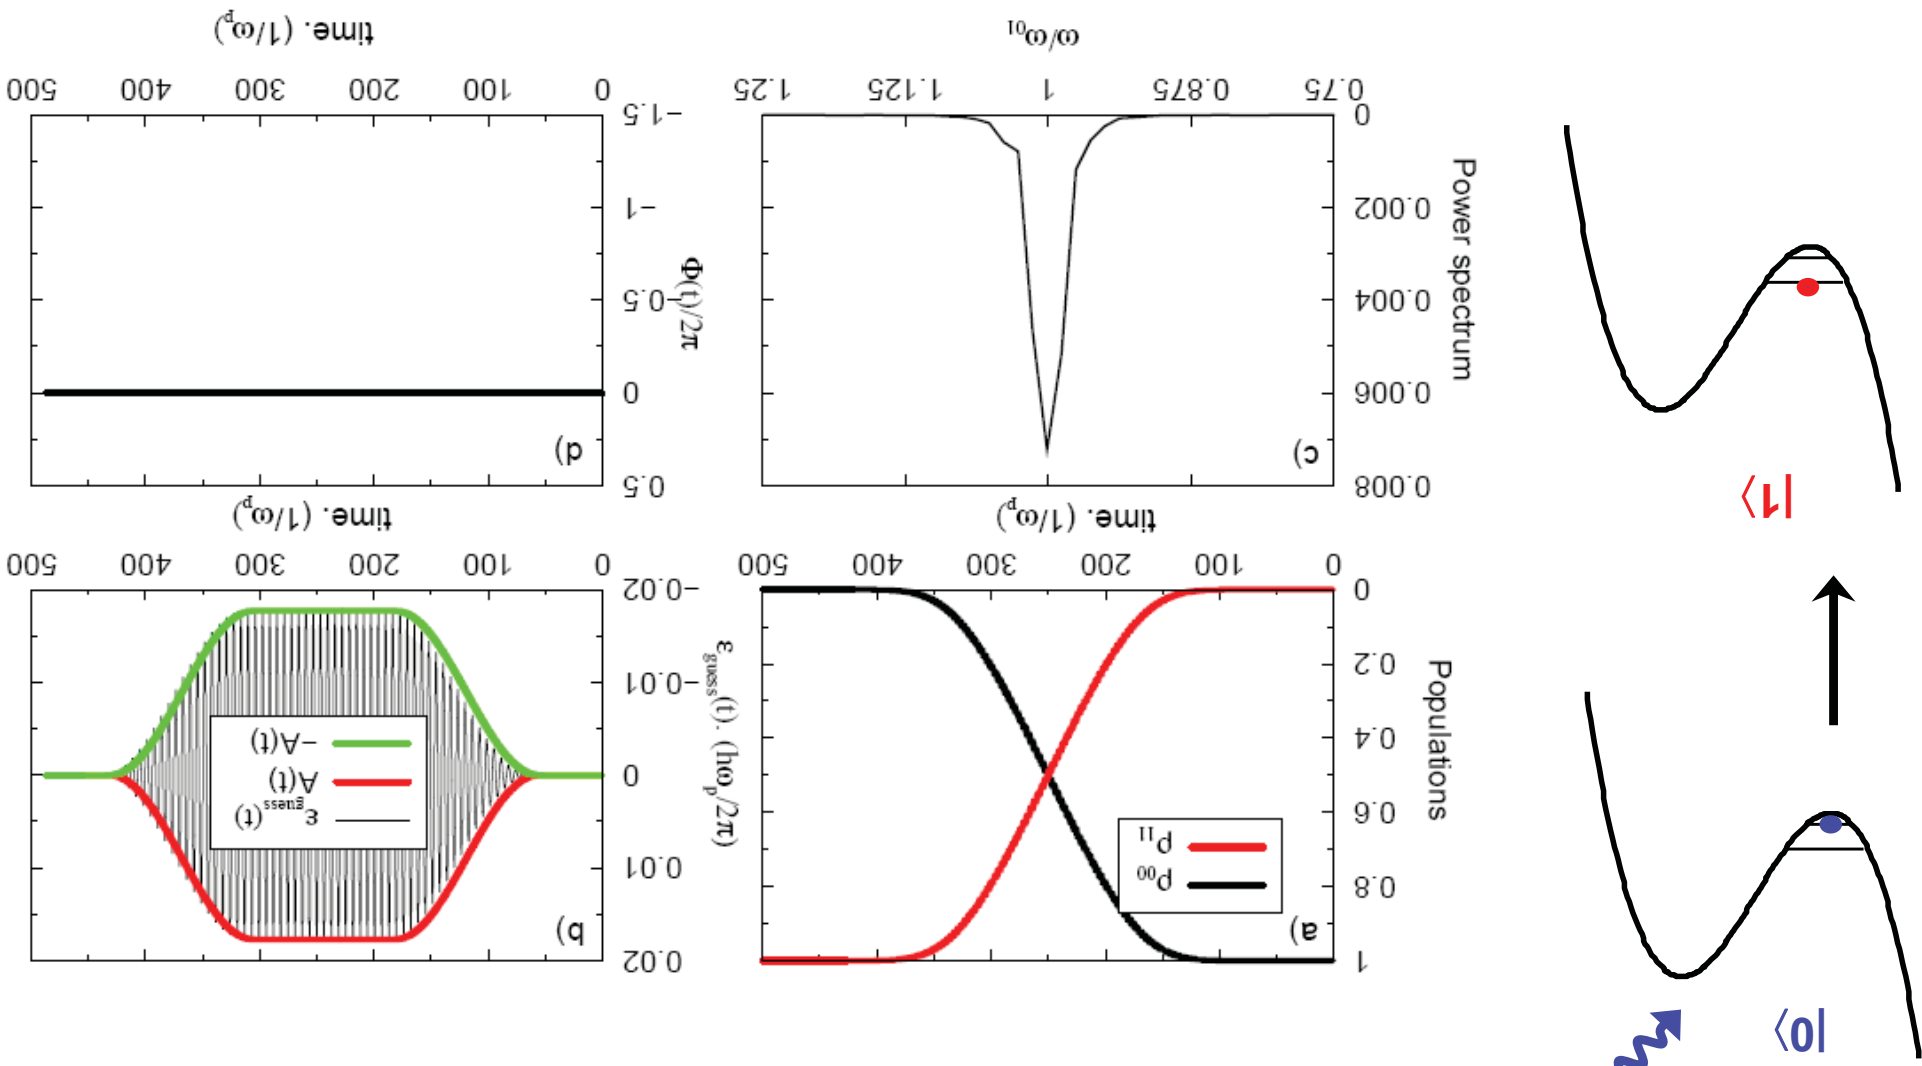 |0⟩
|1⟩
a)
Populations
1
0.8
0.6
0.4
0.2
0
ρ₀₀
ρ₁₁
0 100 200 300 400 500
time. (1/ωₚ)
b)
ε_guess(t). (hωₚ/2π)
0.02
0.01
0
−0.01
−0.02
ε_guess(t)
A(t)
−A(t)
0 100 200 300 400 500
time. (1/ωₚ)
c)
Power spectrum
0.008
0.006
0.004
0.002
0
0.75 0.875 1 1.125 1.25
ω/ω₀₁
d)
Φ(t)/2π
0.5
0
−0.5
−1
−1.5
0 100 200 300 400 500
time. (1/ωₚ)